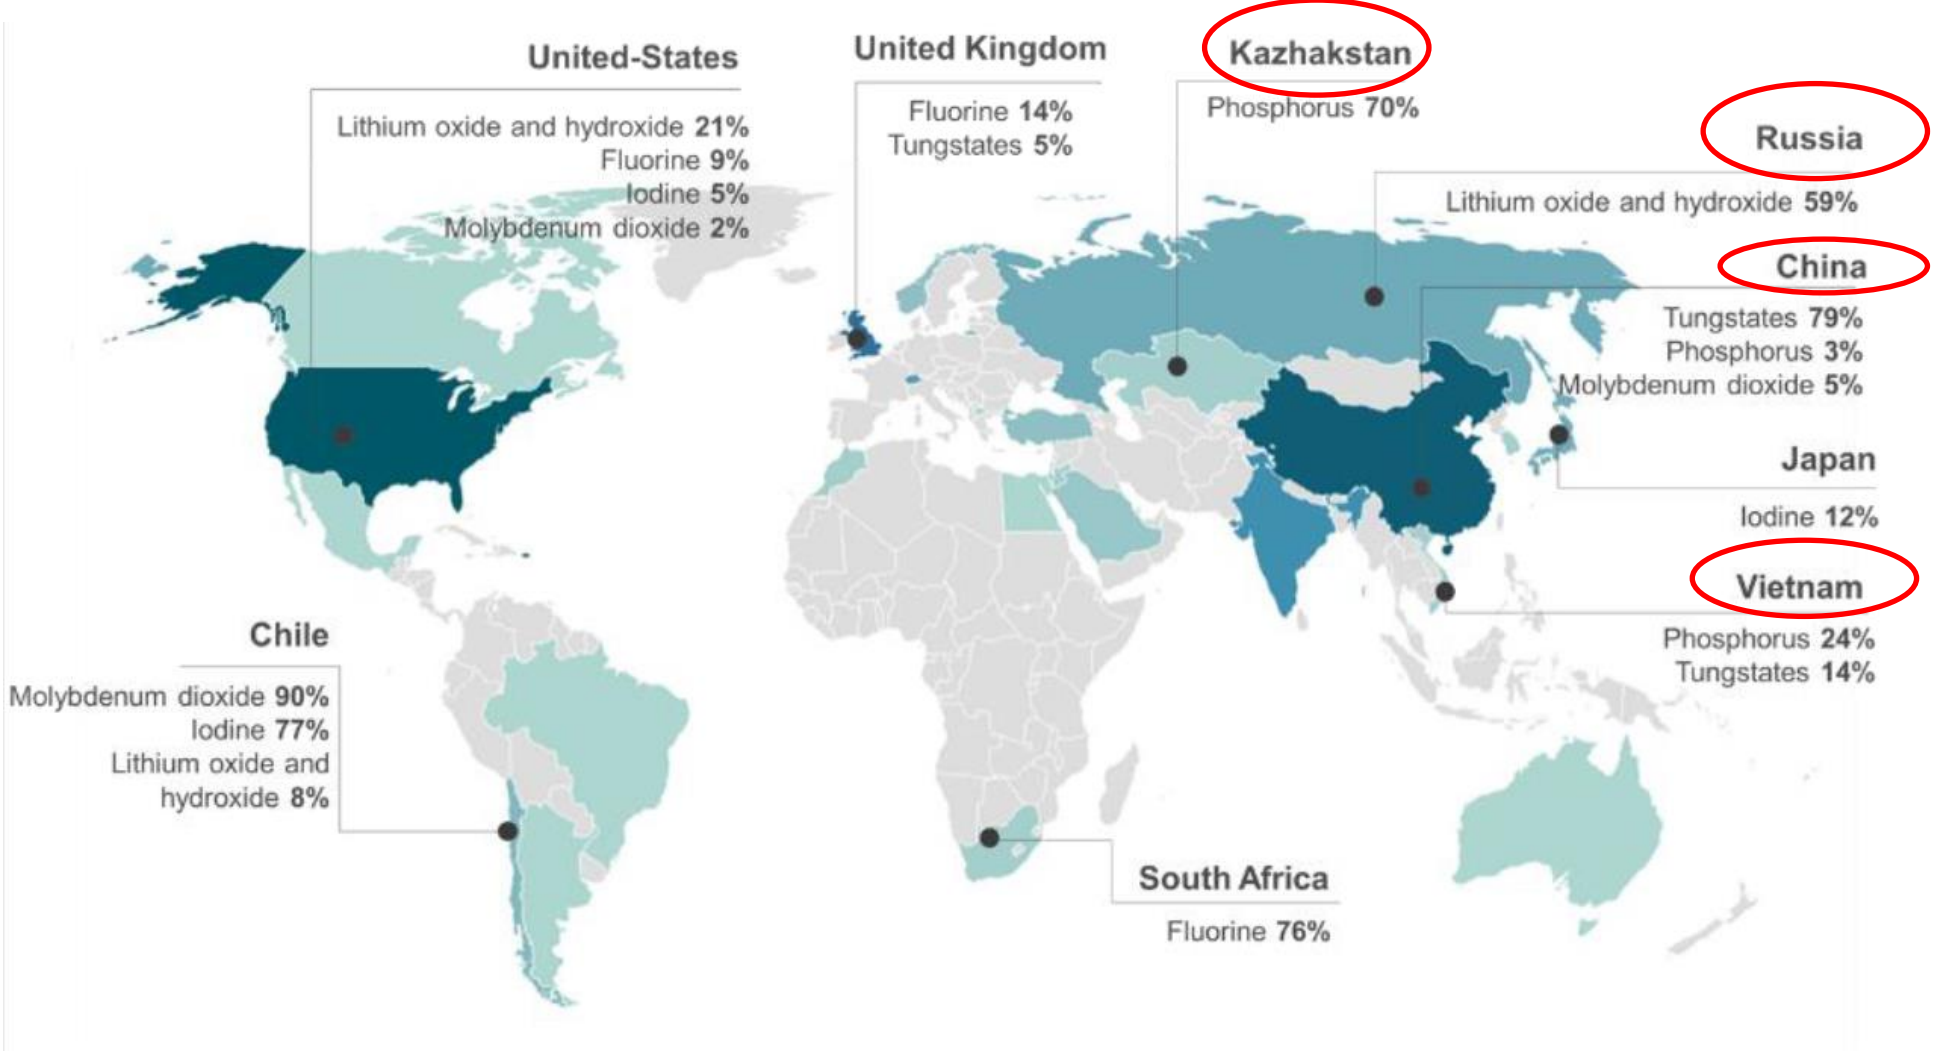 United-States
Lithium oxide and hydroxide 21%
Fluorine 9%
Iodine 5%
Molybdenum dioxide 2%
United Kingdom
Fluorine 14%
Tungstates 5%
Kazhakstan
Phosphorus 70%
Russia
Lithium oxide and hydroxide 59%
China
Tungstates 79%
Phosphorus 3%
Molybdenum dioxide 5%
Japan
Iodine 12%
Vietnam
Phosphorus 24%
Tungstates 14%
Chile
Molybdenum dioxide 90%
Iodine 77%
Lithium oxide and
hydroxide 8%
South Africa
Fluorine 76%